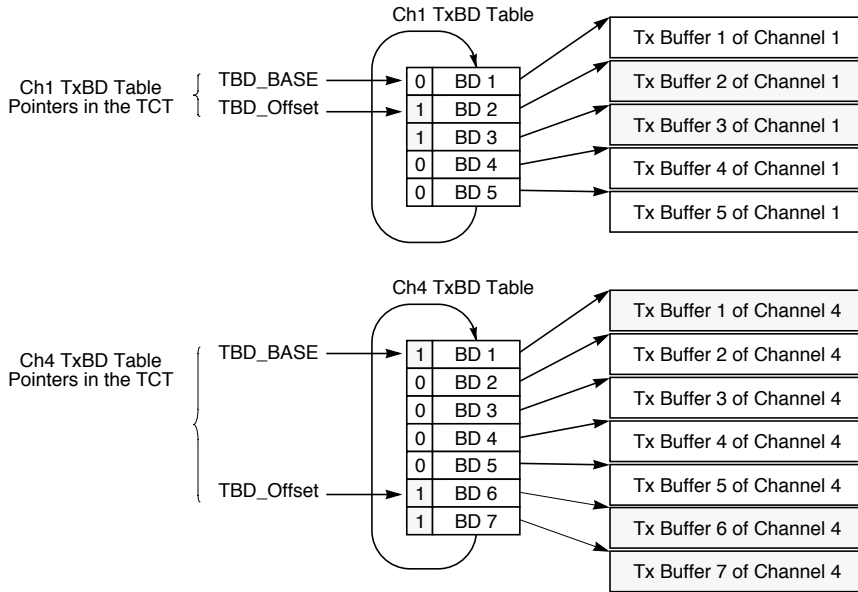 Ch1 TxBD Table
Ch1 TxBD Table
Pointers in the TCT
TBD_BASE
TBD_Offset
0 BD 1
1 BD 2
1 BD 3
0 BD 4
0 BD 5
Tx Buffer 1 of Channel 1
Tx Buffer 2 of Channel 1
Tx Buffer 3 of Channel 1
Tx Buffer 4 of Channel 1
Tx Buffer 5 of Channel 1
Ch4 TxBD Table
Ch4 TxBD Table
Pointers in the TCT
TBD_BASE
TBD_Offset
1 BD 1
0 BD 2
0 BD 3
0 BD 4
0 BD 5
1 BD 6
1 BD 7
Tx Buffer 1 of Channel 4
Tx Buffer 2 of Channel 4
Tx Buffer 3 of Channel 4
Tx Buffer 4 of Channel 4
Tx Buffer 5 of Channel 4
Tx Buffer 6 of Channel 4
Tx Buffer 7 of Channel 4